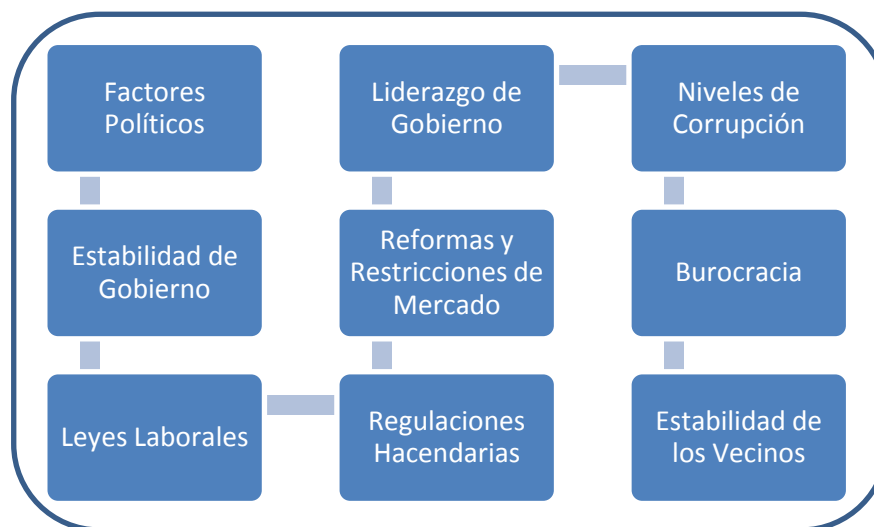 Factores
Políticos
Estabilidad de
Gobierno
Leyes Laborales
Regulaciones
Hacendarias
Reformas y
Restricciones de
Mercado
Liderazgo de
Gobierno
Niveles de
Corrupción
Burocracia
Estabilidad de
los Vecinos